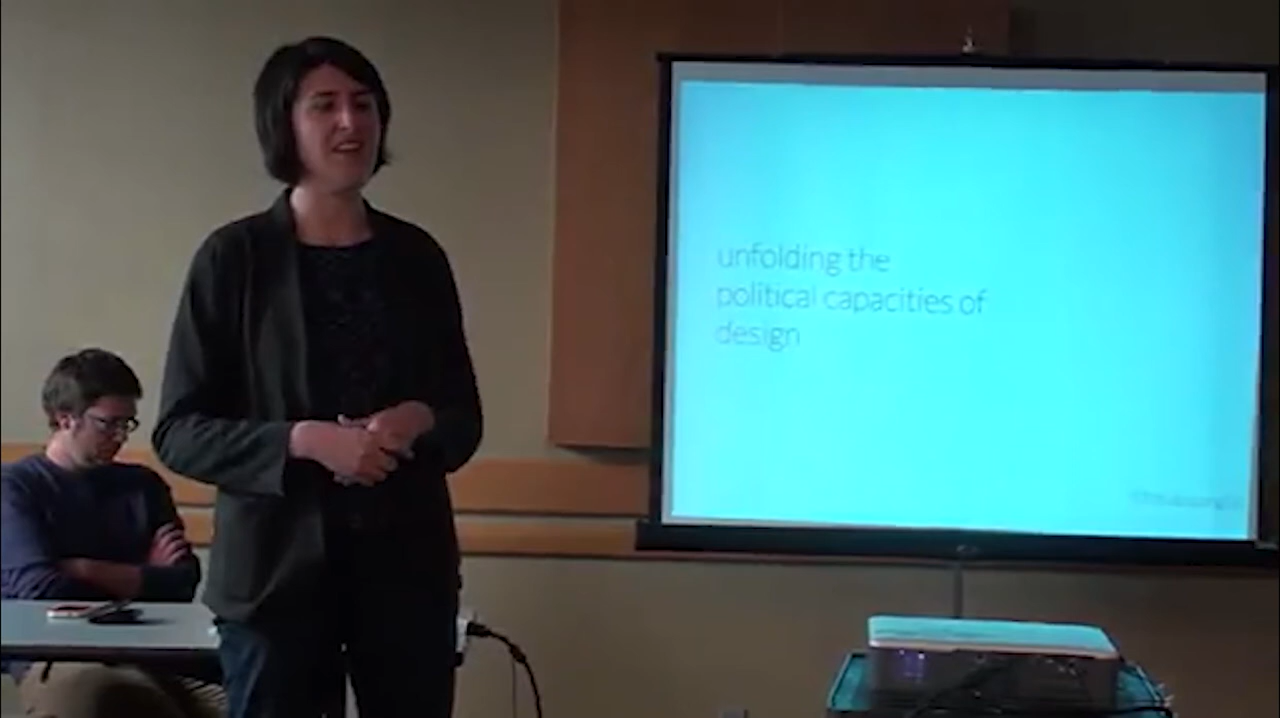 unfolding the
political capacities of
design